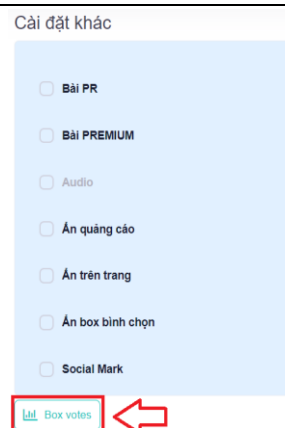 Cài đặt khác
Bài PR
Bài PREMIUM
Audio
Ẩn quảng cáo
Ẩn trên trang
Ẩn box bình chọn
Social Mark
Box votes